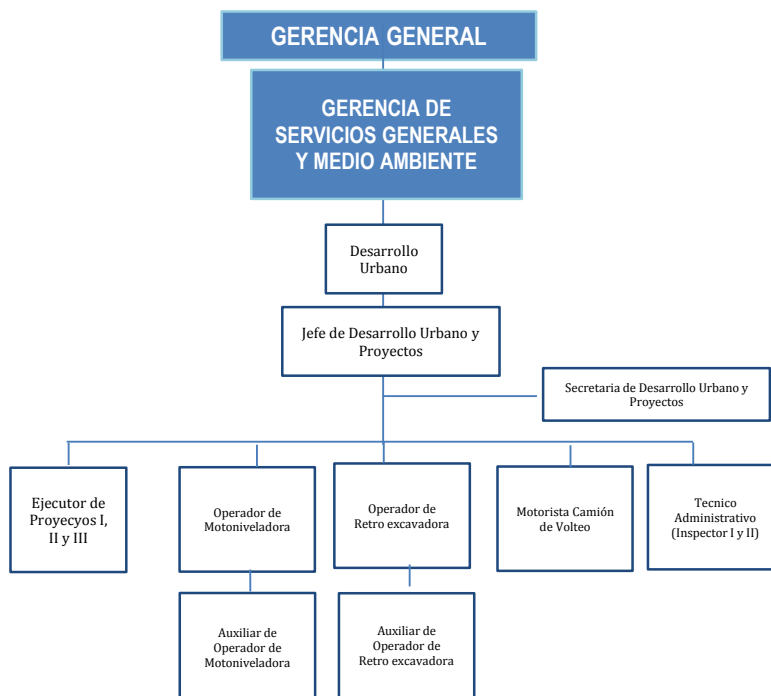 GERENCIA GENERAL
GERENCIA DE
SERVICIOS GENERALES
Y MEDIO AMBIENTE
Desarrollo
Urbano
Jefe de Desarrollo Urbano y
Proyectos
Secretaria de Desarrollo Urbano y
Proyectos
Ejecutor de
Proyecyos I,
II y III
Operador de
Motoniveladora
Operador de
Retro excavadora
Motorista Camión
de Volteo
Tecnico
Administrativo
(Inspector I y II)
Auxiliar de
Operador de
Motoniveladora
Auxiliar de
Operador de
Retro excavadora